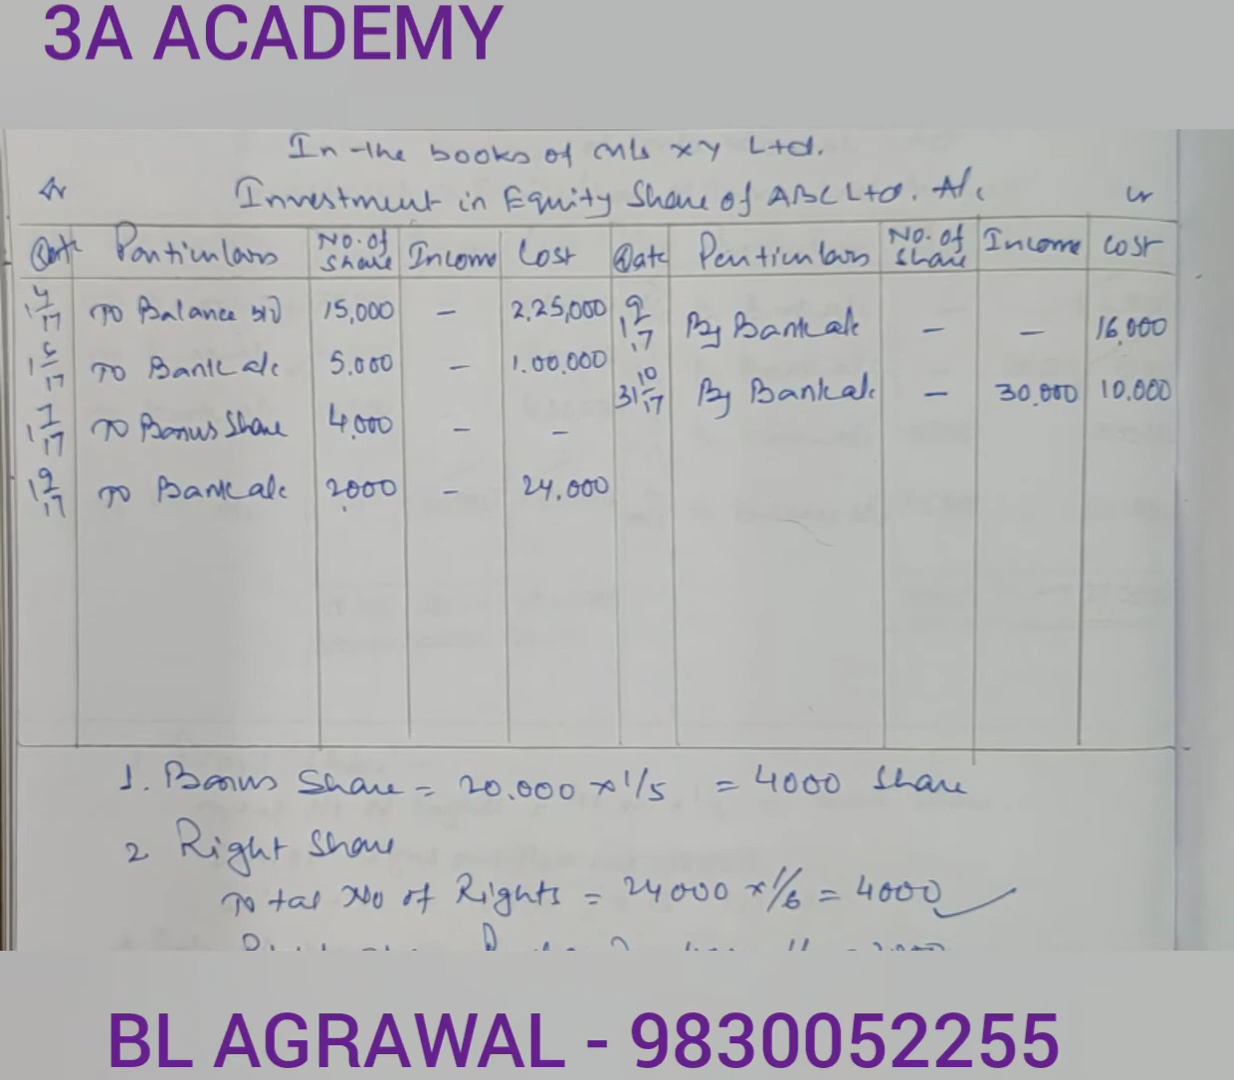 3A ACADEMY
In the books of M/s XY Ltd.
Dr Investment in Equity Share of ABC Ltd. A/c Cr
Date Particulars No. of Share Income Cost Date Particulars No. of Share Income Cost
1/4/17 To Balance b/d 15,000 — 2,25,000 1/9/17 By Bank a/c — — 16,000
1/6/17 To Bank a/c 5,000 — 1,00,000 31/10/17 By Bank a/c — 30,000 10,000
1/7/17 To Bonus Share 4,000 — —
1/9/17 To Bank a/c 2000 — 24,000
1. Bonus Share = 20,000 x 1/5 = 4000 Share
2 Right Share
Total No of Rights = 24000 x 1/6 = 4000
BL AGRAWAL - 9830052255